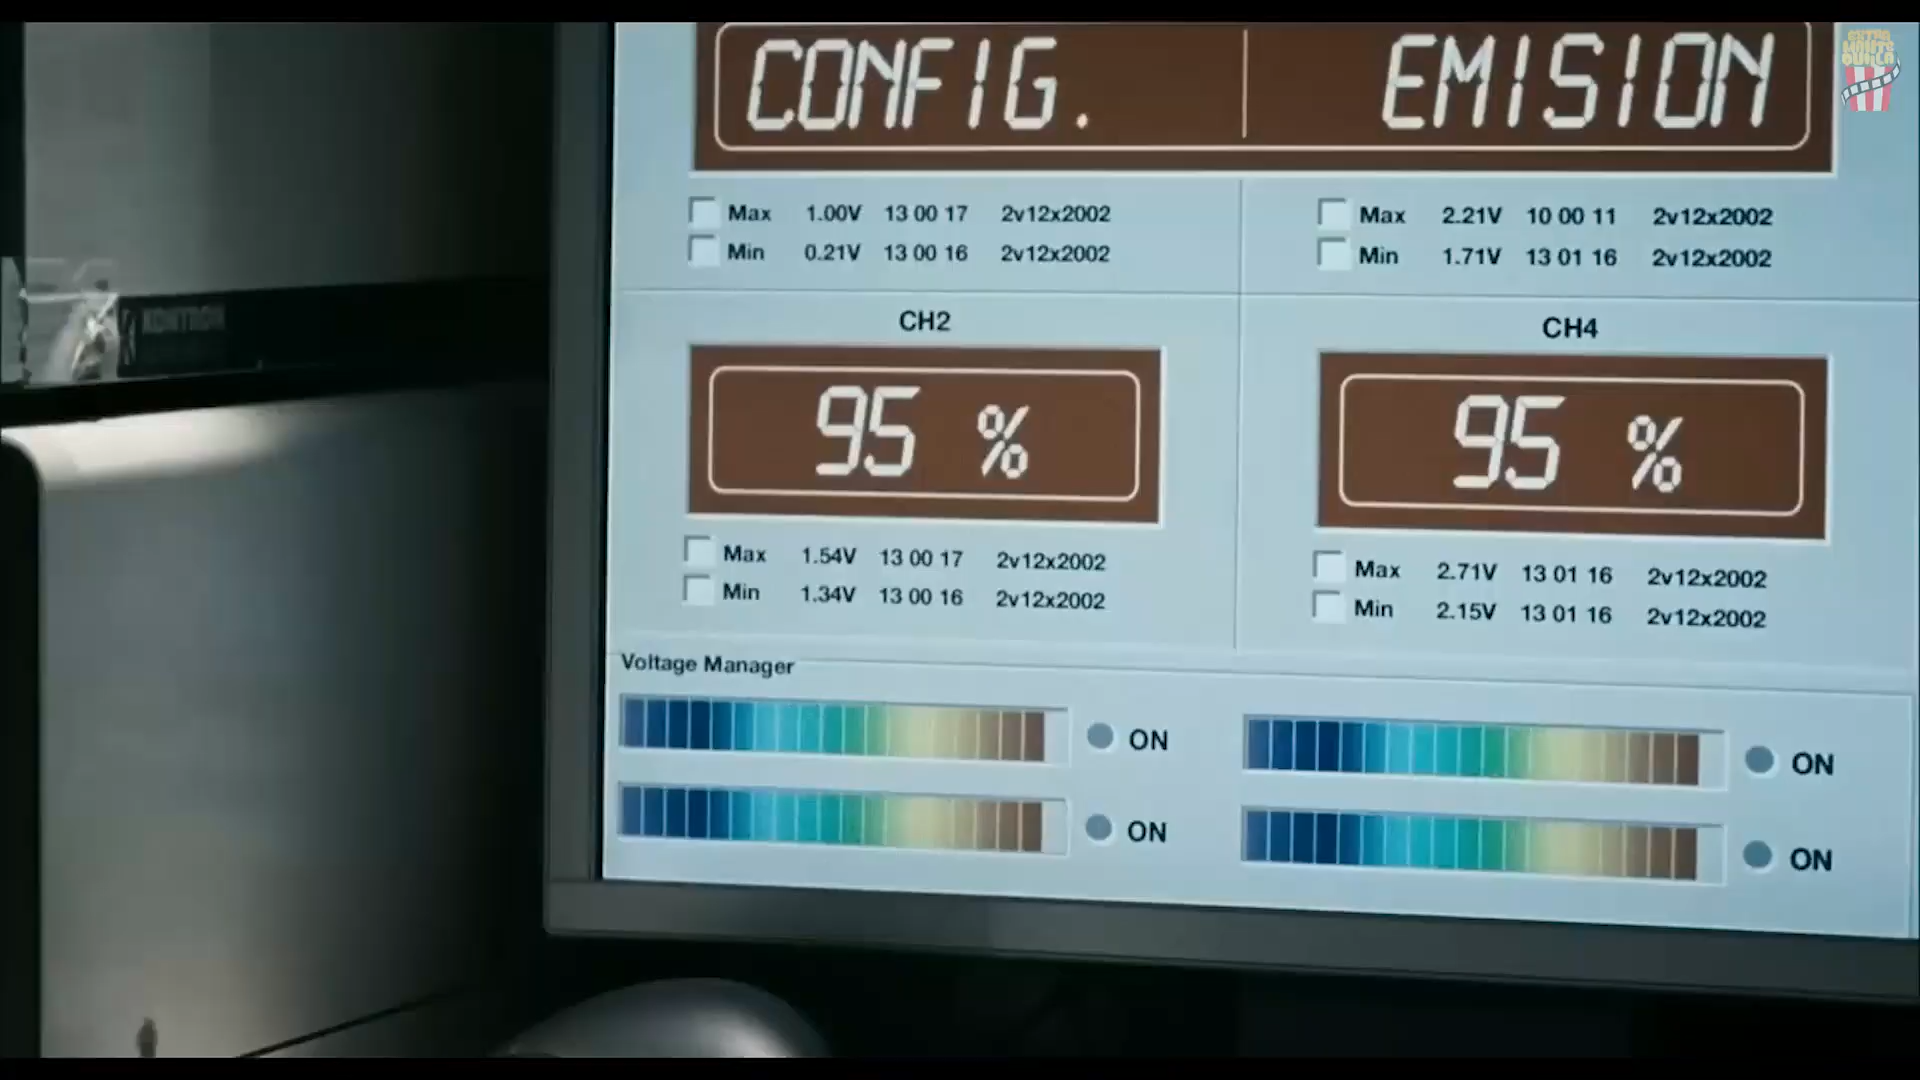 EXTRA
CONFIG. EMISION
Max 1.00V 13 00 17 2v12x2002
Min 0.21V 13 00 16 2v12x2002
Max 2.21V 10 00 11 2v12x2002
Min 1.71V 13 01 16 2v12x2002
KONTRON
CH2
95 %
Max 1.54V 13 00 17 2v12x2002
Min 1.34V 13 00 16 2v12x2002
CH4
95 %
Max 2.71V 13 01 16 2v12x2002
Min 2.15V 13 01 16 2v12x2002
Voltage Manager
ON
ON
ON
ON